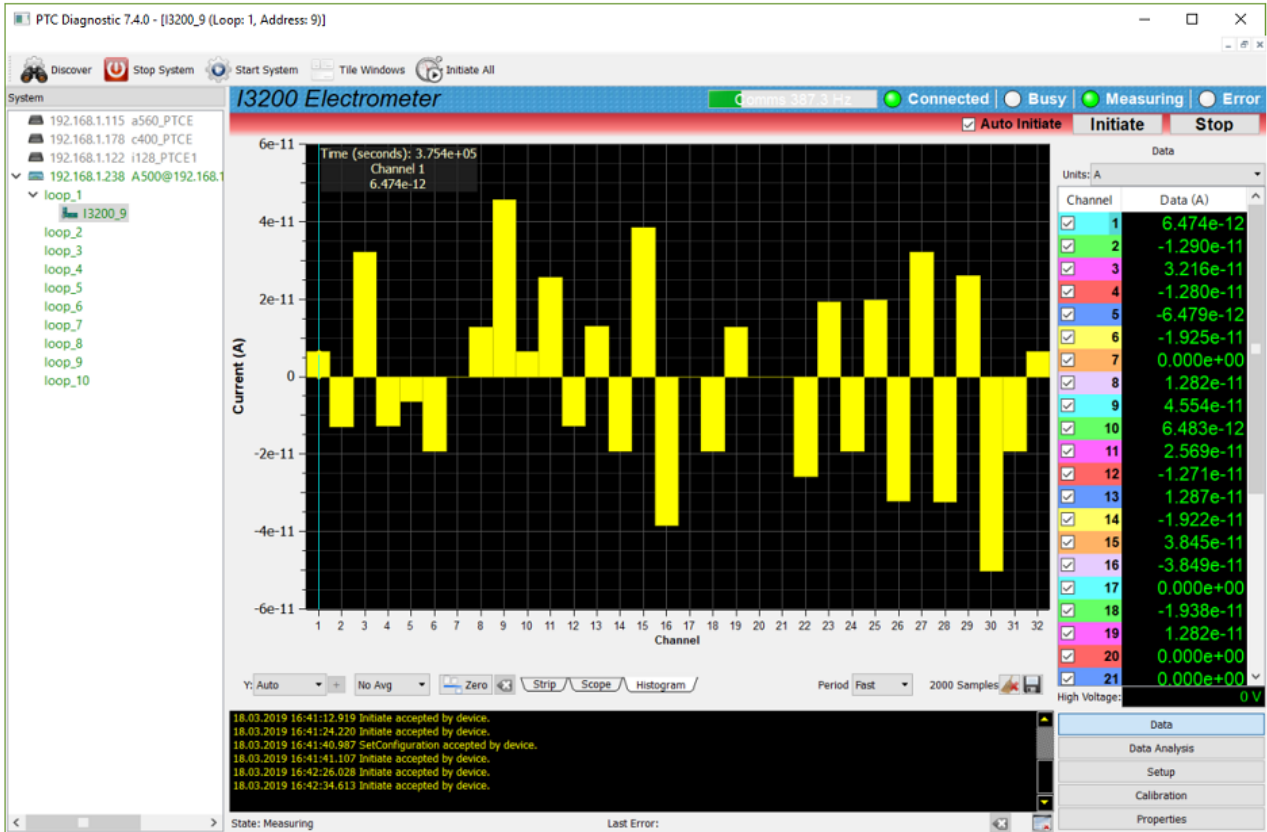 PTC Diagnostic 7.4.0 - [I3200_9 (Loop: 1, Address: 9)]
Discover Stop System Start System Tile Windows Initiate All
System
192.168.1.115 a560_PTCE
192.168.1.178 c400_PTCE
192.168.1.122 i128_PTCE1
192.168.1.238 A500@192.168.1
loop_1
I3200_9
loop_2
loop_3
loop_4
loop_5
loop_6
loop_7
loop_8
loop_9
loop_10
I3200 Electrometer
Comms 387.3 Hz Connected Busy Measuring Error
Auto Initiate Initiate Stop
6e-11
4e-11
2e-11
0
-2e-11
-4e-11
-6e-11
Current (A)
Time (seconds): 3.754e+05
Channel 1
6.474e-12
1 2 3 4 5 6 7 8 9 10 11 12 13 14 15 16 17 18 19 20 21 22 23 24 25 26 27 28 29 30 31 32
Channel
Y: Auto + No Avg Zero Strip Scope Histogram Period Fast 2000 Samples
Data
Units: A
Channel Data (A)
1 6.474e-12
2 -1.290e-11
3 3.216e-11
4 -1.280e-11
5 -6.479e-12
6 -1.925e-11
7 0.000e+00
8 1.282e-11
9 4.554e-11
10 6.483e-12
11 2.569e-11
12 -1.271e-11
13 1.287e-11
14 -1.922e-11
15 3.845e-11
16 -3.849e-11
17 0.000e+00
18 -1.938e-11
19 1.282e-11
20 0.000e+00
21 0.000e+00
High Voltage: 0 V
18.03.2019 16:41:12.919 Initiate accepted by device.
18.03.2019 16:41:24.220 Initiate accepted by device.
18.03.2019 16:41:40.987 SetConfiguration accepted by device.
18.03.2019 16:41:41.107 Initiate accepted by device.
18.03.2019 16:42:26.028 Initiate accepted by device.
18.03.2019 16:42:34.613 Initiate accepted by device.
Data
Data Analysis
Setup
Calibration
Properties
State: Measuring Last Error: